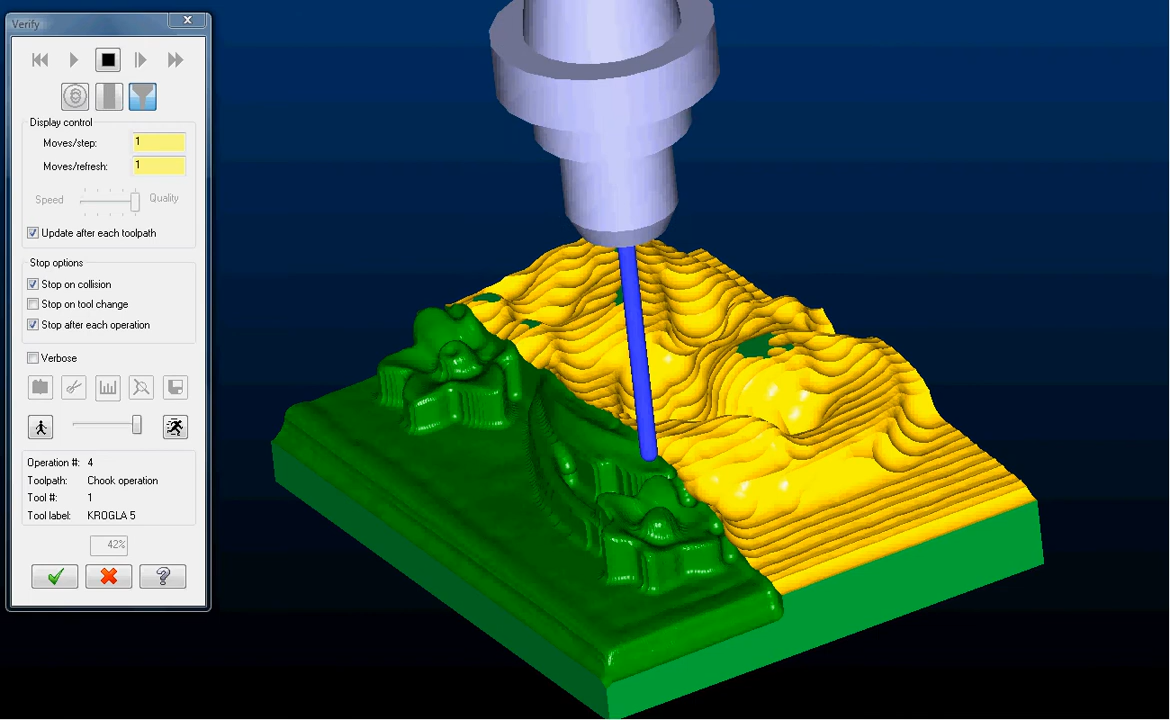 Verify
Display control
Moves/step: 1
Moves/refresh: 1
Speed Quality
Update after each toolpath
Stop options
Stop on collision
Stop on tool change
Stop after each operation
Verbose
Operation #: 4
Toolpath: Chook operation
Tool #: 1
Tool label: KROGLA 5
42%